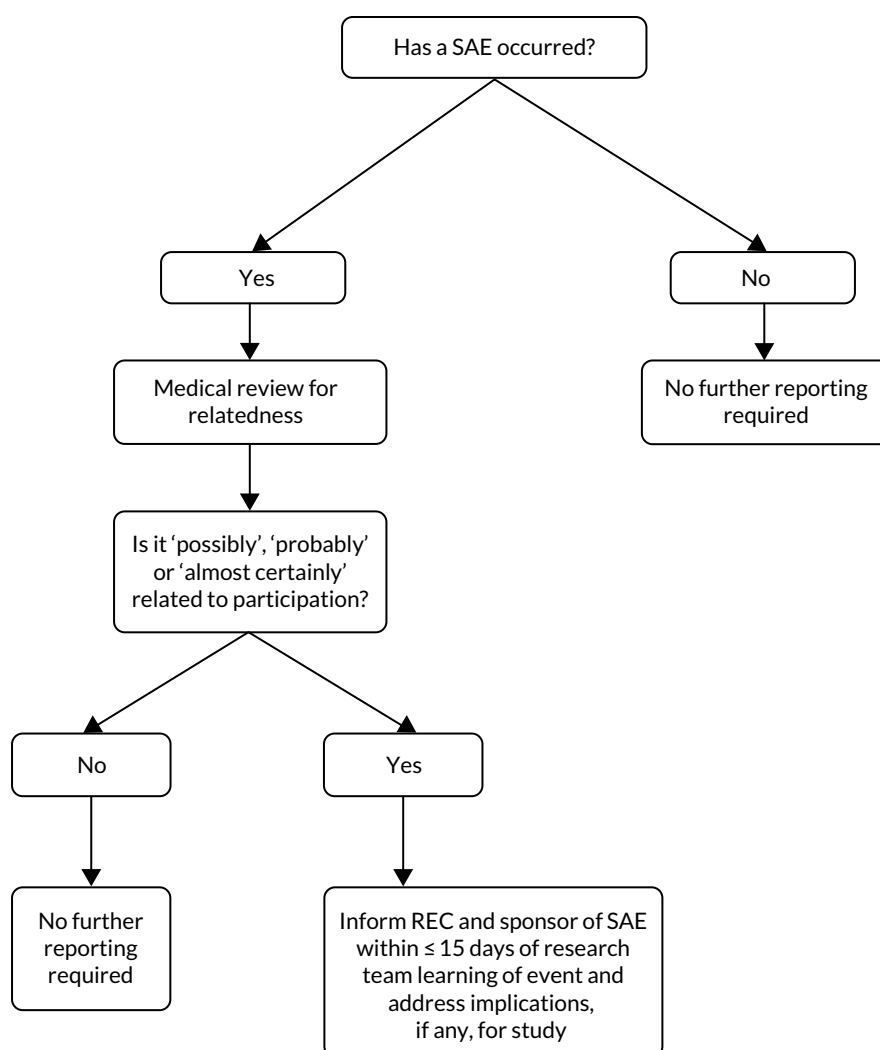 Has a SAE occurred?
Yes
No
Medical review for
relatedness
No further reporting
required
Is it ‘possibly’, ‘probably’
or ‘almost certainly’
related to participation?
No
Yes
No further
reporting
required
Inform REC and sponsor of SAE
within ≤ 15 days of research
team learning of event and
address implications,
if any, for study